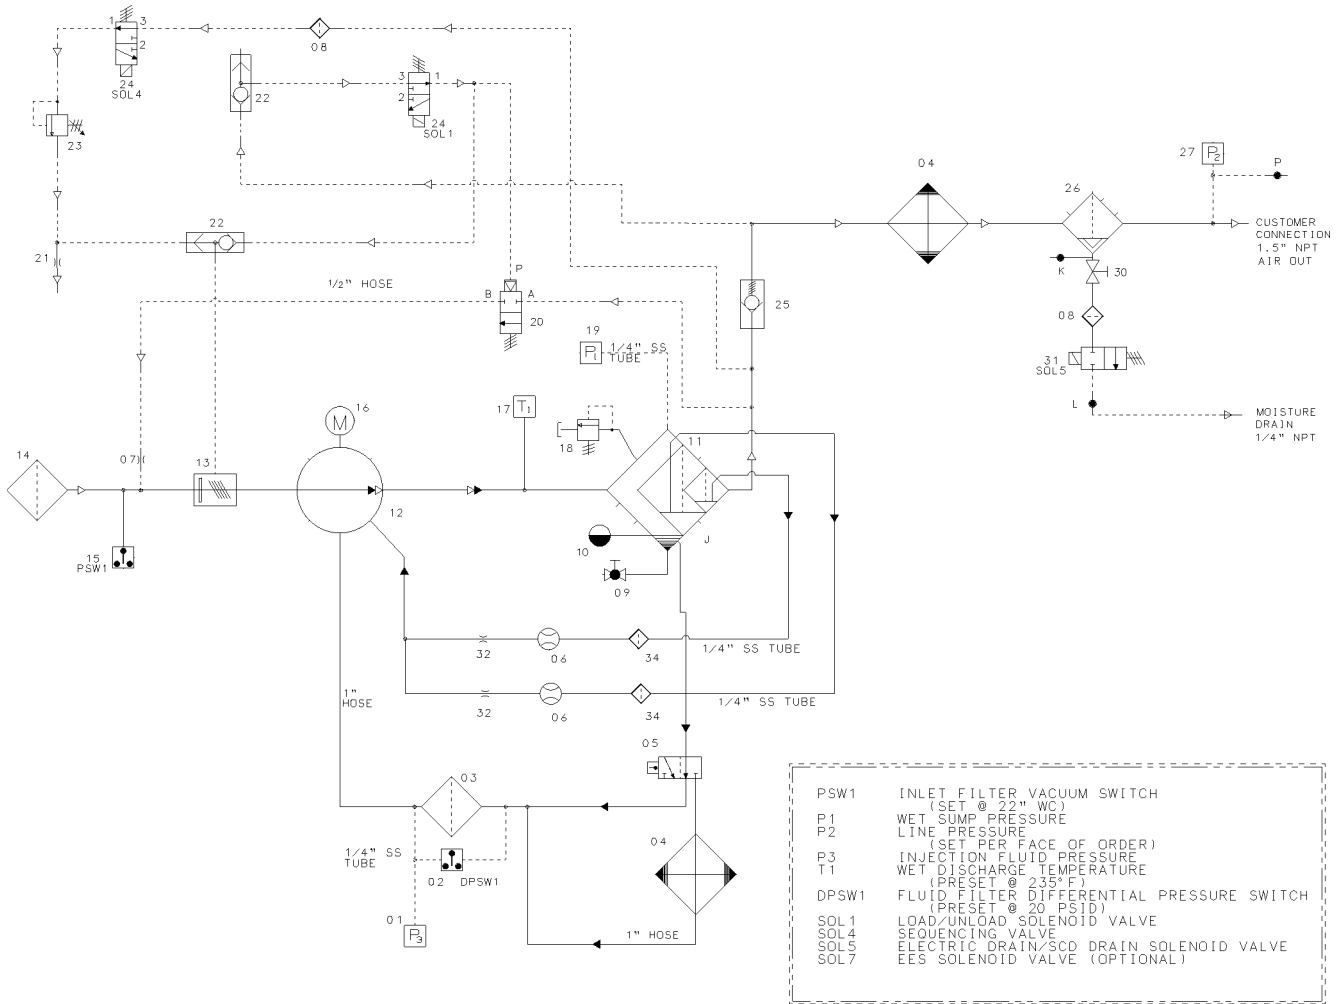 1 3
2
24
SOL4
08
22
3 1
2
24
SOL1
23
22
21
1/2" HOSE
P
B A
20
25
04
26
27 P2
P
CUSTOMER
CONNECTION
1.5" NPT
AIR OUT
K
30
08
31
SOL5
L
MOISTURE
DRAIN
1/4" NPT
19
P1
1/4" SS
TUBE
17 T1
18
11
16
M
14
07
13
12
15
PSW1
10
J
09
32
06
34
1/4" SS TUBE
32
06
34
1/4" SS TUBE
1"
HOSE
05
03
04
1/4" SS
TUBE
02 DPSW1
01
P3
1" HOSE
PSW1 INLET FILTER VACUUM SWITCH
(SET @ 22" WC)
P1 WET SUMP PRESSURE
P2 LINE PRESSURE
(SET PER FACE OF ORDER)
P3 INJECTION FLUID PRESSURE
T1 WET DISCHARGE TEMPERATURE
(PRESET @ 235°F)
DPSW1 FLUID FILTER DIFFERENTIAL PRESSURE SWITCH
(PRESET @ 20 PSID)
SOL1 LOAD/UNLOAD SOLENOID VALVE
SOL4 SEQUENCING VALVE
SOL5 ELECTRIC DRAIN/SCD DRAIN SOLENOID VALVE
SOL7 EES SOLENOID VALVE (OPTIONAL)